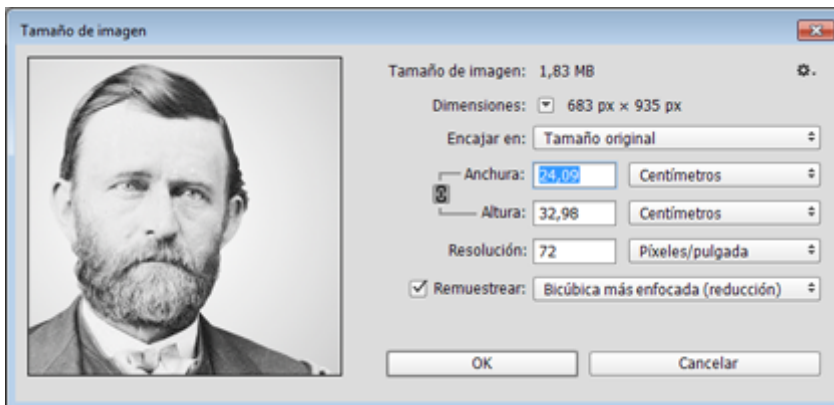 Tamaño de imagen
Tamaño de imagen: 1,83 MB
Dimensiones: 683 px × 935 px
Encajar en: Tamaño original
Anchura: 24,09 Centímetros
Altura: 32,98 Centímetros
Resolución: 72 Píxeles/pulgada
Remuestrear: Bicúbica más enfocada (reducción)
OK Cancelar